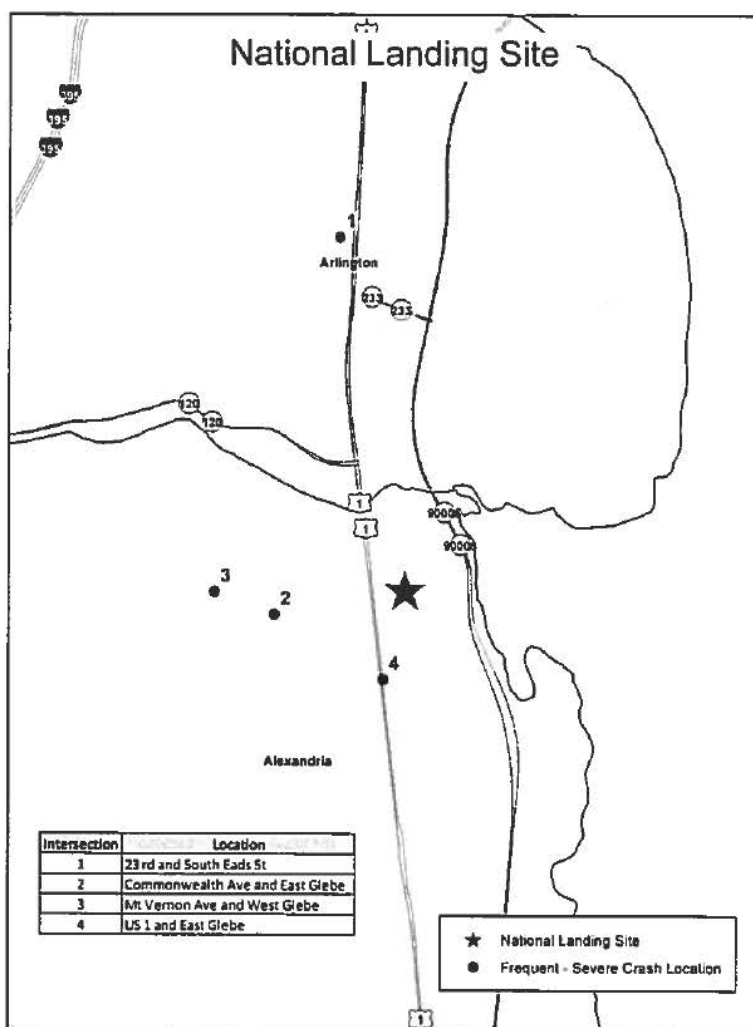 National Landing Site
395
395
395
1
Arlington
233
233
120
120
1
1
3
2
4
Alexandria
Intersection Location
1 23rd and South Eads St
2 Commonwealth Ave and East Glebe
3 Mt Vernon Ave and West Glebe
4 US 1 and East Glebe
National Landing Site
Frequent - Severe Crash Location
1